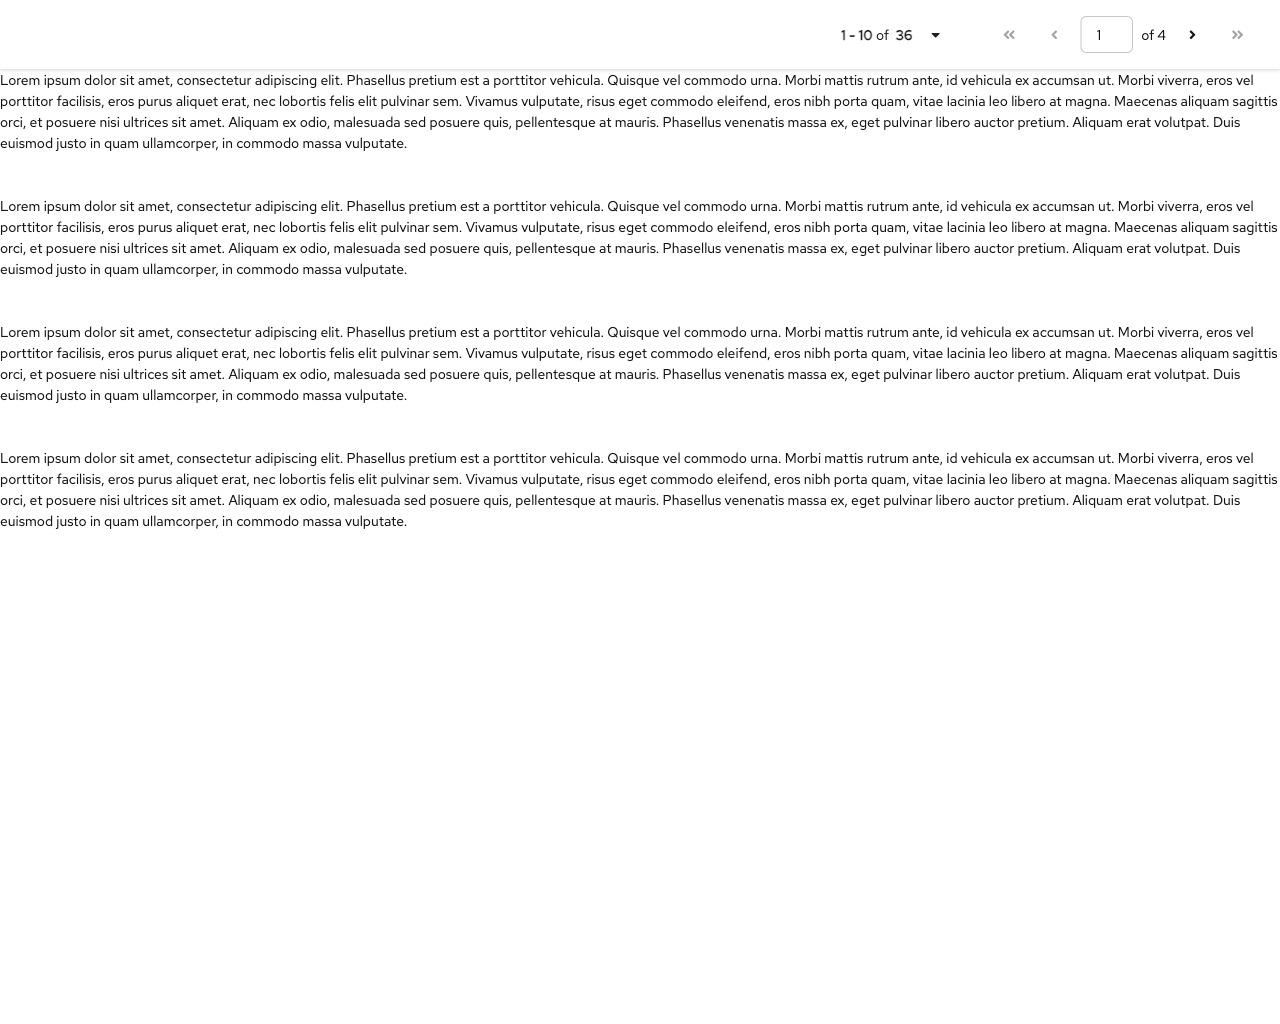 1 - 10 of 36
1 of 4
Lorem ipsum dolor sit amet, consectetur adipiscing elit. Phasellus pretium est a porttitor vehicula. Quisque vel commodo urna. Morbi mattis rutrum ante, id vehicula ex accumsan ut. Morbi viverra, eros vel
porttitor facilisis, eros purus aliquet erat, nec lobortis felis elit pulvinar sem. Vivamus vulputate, risus eget commodo eleifend, eros nibh porta quam, vitae lacinia leo libero at magna. Maecenas aliquam sagittis
orci, et posuere nisi ultrices sit amet. Aliquam ex odio, malesuada sed posuere quis, pellentesque at mauris. Phasellus venenatis massa ex, eget pulvinar libero auctor pretium. Aliquam erat volutpat. Duis
euismod justo in quam ullamcorper, in commodo massa vulputate.
Lorem ipsum dolor sit amet, consectetur adipiscing elit. Phasellus pretium est a porttitor vehicula. Quisque vel commodo urna. Morbi mattis rutrum ante, id vehicula ex accumsan ut. Morbi viverra, eros vel
porttitor facilisis, eros purus aliquet erat, nec lobortis felis elit pulvinar sem. Vivamus vulputate, risus eget commodo eleifend, eros nibh porta quam, vitae lacinia leo libero at magna. Maecenas aliquam sagittis
orci, et posuere nisi ultrices sit amet. Aliquam ex odio, malesuada sed posuere quis, pellentesque at mauris. Phasellus venenatis massa ex, eget pulvinar libero auctor pretium. Aliquam erat volutpat. Duis
euismod justo in quam ullamcorper, in commodo massa vulputate.
Lorem ipsum dolor sit amet, consectetur adipiscing elit. Phasellus pretium est a porttitor vehicula. Quisque vel commodo urna. Morbi mattis rutrum ante, id vehicula ex accumsan ut. Morbi viverra, eros vel
porttitor facilisis, eros purus aliquet erat, nec lobortis felis elit pulvinar sem. Vivamus vulputate, risus eget commodo eleifend, eros nibh porta quam, vitae lacinia leo libero at magna. Maecenas aliquam sagittis
orci, et posuere nisi ultrices sit amet. Aliquam ex odio, malesuada sed posuere quis, pellentesque at mauris. Phasellus venenatis massa ex, eget pulvinar libero auctor pretium. Aliquam erat volutpat. Duis
euismod justo in quam ullamcorper, in commodo massa vulputate.
Lorem ipsum dolor sit amet, consectetur adipiscing elit. Phasellus pretium est a porttitor vehicula. Quisque vel commodo urna. Morbi mattis rutrum ante, id vehicula ex accumsan ut. Morbi viverra, eros vel
porttitor facilisis, eros purus aliquet erat, nec lobortis felis elit pulvinar sem. Vivamus vulputate, risus eget commodo eleifend, eros nibh porta quam, vitae lacinia leo libero at magna. Maecenas aliquam sagittis
orci, et posuere nisi ultrices sit amet. Aliquam ex odio, malesuada sed posuere quis, pellentesque at mauris. Phasellus venenatis massa ex, eget pulvinar libero auctor pretium. Aliquam erat volutpat. Duis
euismod justo in quam ullamcorper, in commodo massa vulputate.